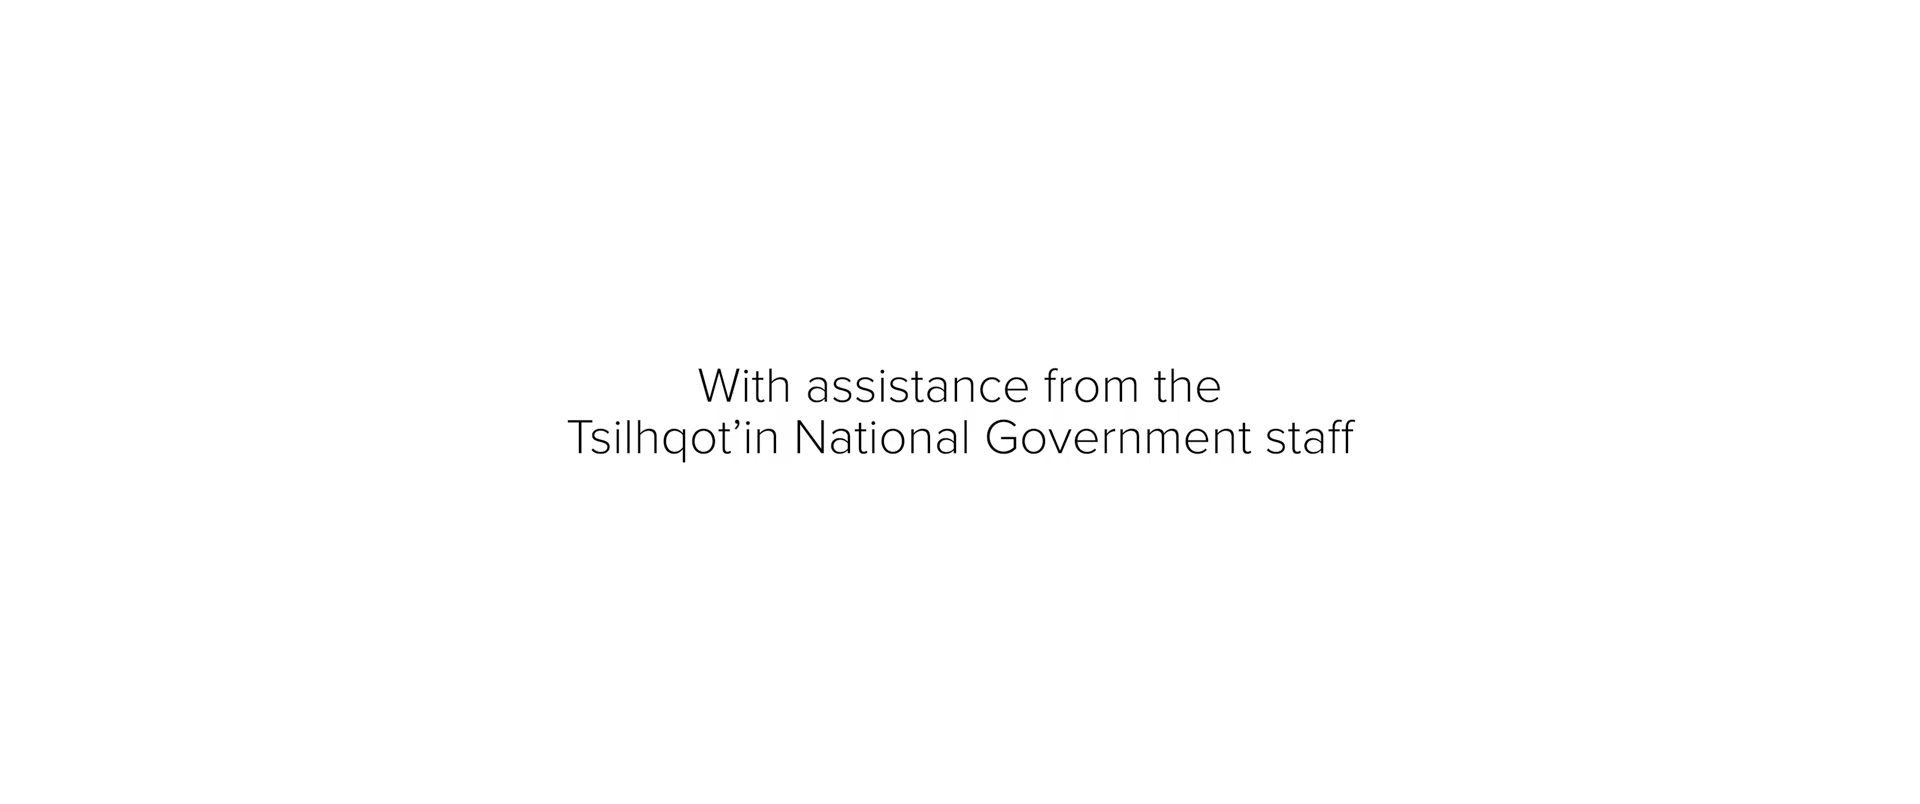 With assistance from the
Tsilhqot’in National Government staff